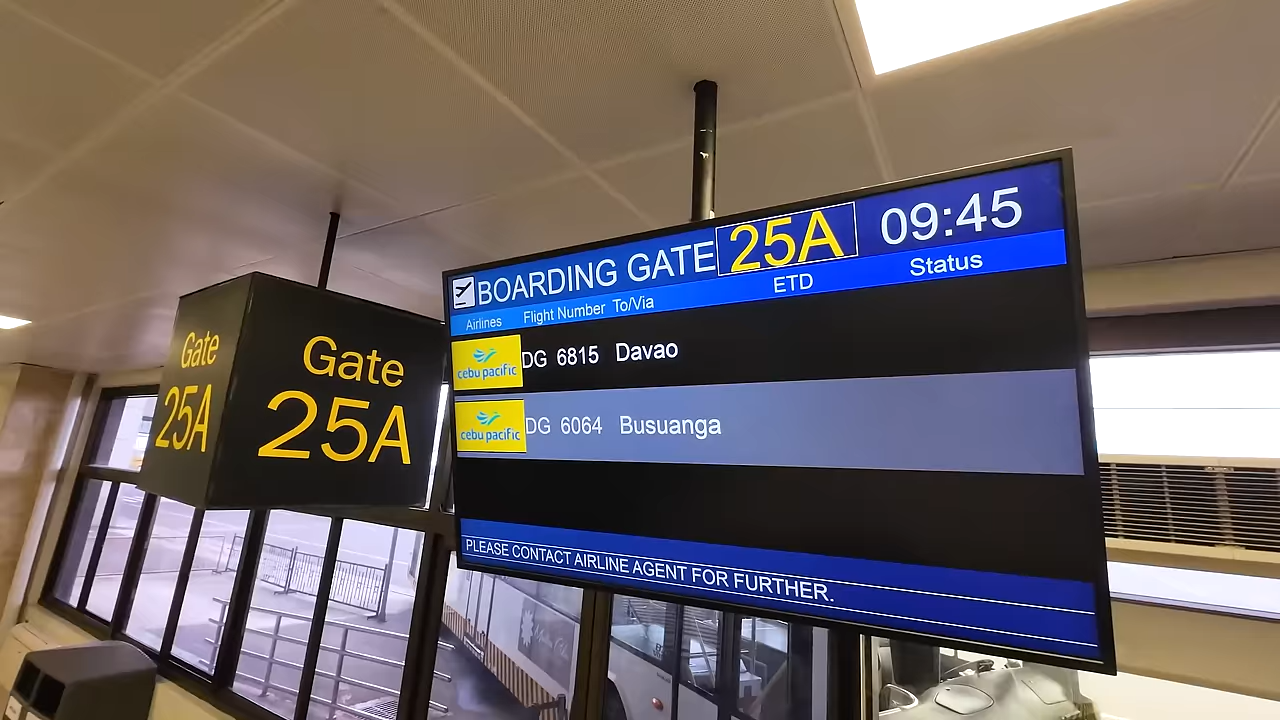 Gate
25A
Gate
25A
BOARDING GATE 25A 09:45
Airlines Flight Number To/Via ETD Status
cebu pacific DG 6815 Davao
cebu pacific DG 6064 Busuanga
PLEASE CONTACT AIRLINE AGENT FOR FURTHER.